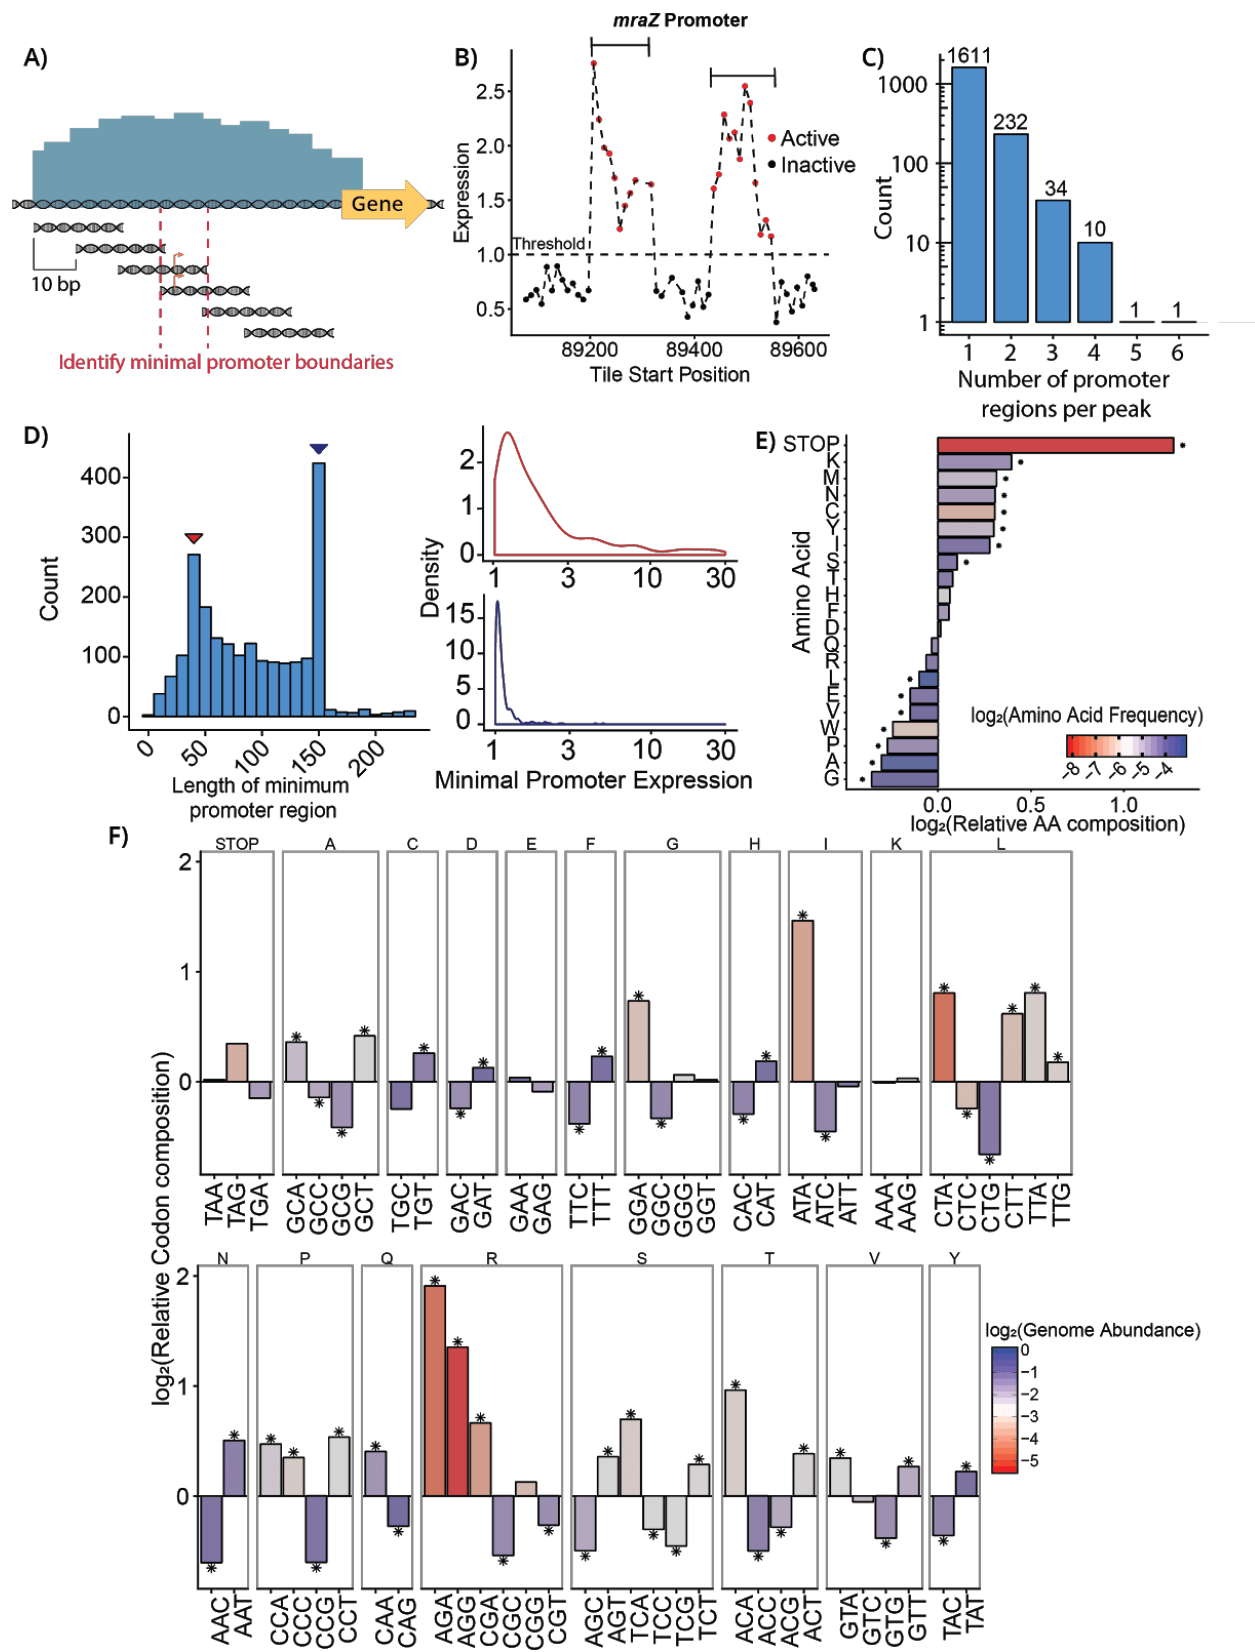 A)
Gene
10 bp
Identify minimal promoter boundaries
B)
mraZ Promoter
Expression
2.5
2.0
1.5
1.0
0.5
Active
Inactive
Threshold
89200 89400 89600
Tile Start Position
C)
Count
1000
100
10
1
1611
232
34
10
1
1
1 2 3 4 5 6
Number of promoter
regions per peak
D)
Count
400
300
200
100
0
0 50 100 150 200
Length of minimum
promoter region
Density
2
1
0
1 3 10 30
15
10
5
0
1 3 10 30
Minimal Promoter Expression
E)
Amino Acid
STOP
K
M
N
C
Y
I
S
T
H
F
D
Q
R
L
E
V
W
P
A
G
log₂(Amino Acid Frequency)
-8 -7 -6 -5 -4
0.0 0.5 1.0
log₂(Relative AA composition)
F)
log₂(Relative Codon composition)
STOP A C D E F G H I K L
2
1
0
TAA TAG TGA GCA GCC GCG GCT TGC TGT GAC GAT GAA GAG TTC TTT GGA GGC GGG GGT CAC CAT ATA ATC ATT AAA AAG CTA CTC CTG CTT TTA TTG
N P Q R S T V Y
2
1
0
AAC AAT CCA CCC CCG CCT CAA CAG AGA AGG CGA CGC CGG CGT AGC AGT TCA TCC TCG TCT ACA ACC ACG ACT GTA GTC GTG GTT TAC TAT
log₂(Genome Abundance)
0
-1
-2
-3
-4
-5